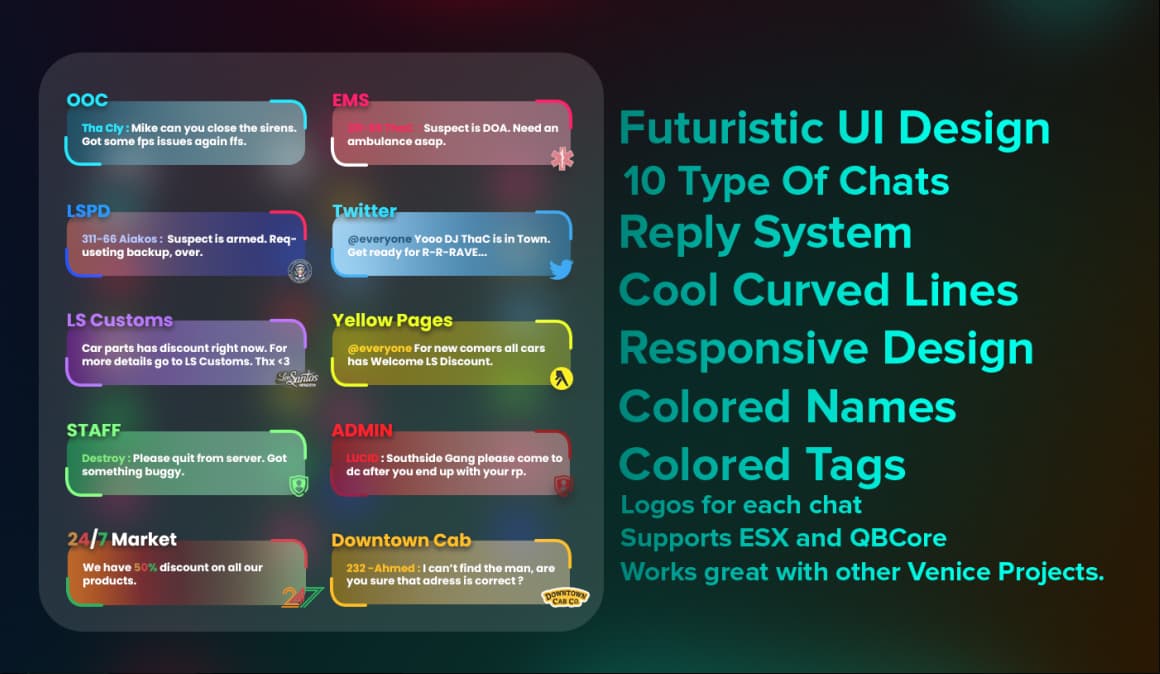 OOC
Tha Cly : Mike can you close the sirens.
Got some fps issues again ffs.
EMS
Suspect is DOA. Need an
ambulance asap.
LSPD
311-66 Aiakos : Suspect is armed. Req-
useting backup, over.
Twitter
@everyone Yooo DJ ThaC is in Town.
Get ready for R-R-RAVE...
LS Customs
Car parts has discount right now. For
more details go to LS Customs. Thx <3
Los Santos
Yellow Pages
@everyone For new comers all cars
has Welcome LS Discount.
STAFF
Destroy : Please quit from server. Got
something buggy.
ADMIN
LUCID : Southside Gang please come to
dc after you end up with your rp.
24/7 Market
We have 50% discount on all our
products.
24/7
Downtown Cab
232 -Ahmed : I can't find the man, are
you sure that adress is correct ?
DOWNTOWN
CAB CO.
Futuristic UI Design
10 Type Of Chats
Reply System
Cool Curved Lines
Responsive Design
Colored Names
Colored Tags
Logos for each chat
Supports ESX and QBCore
Works great with other Venice Projects.